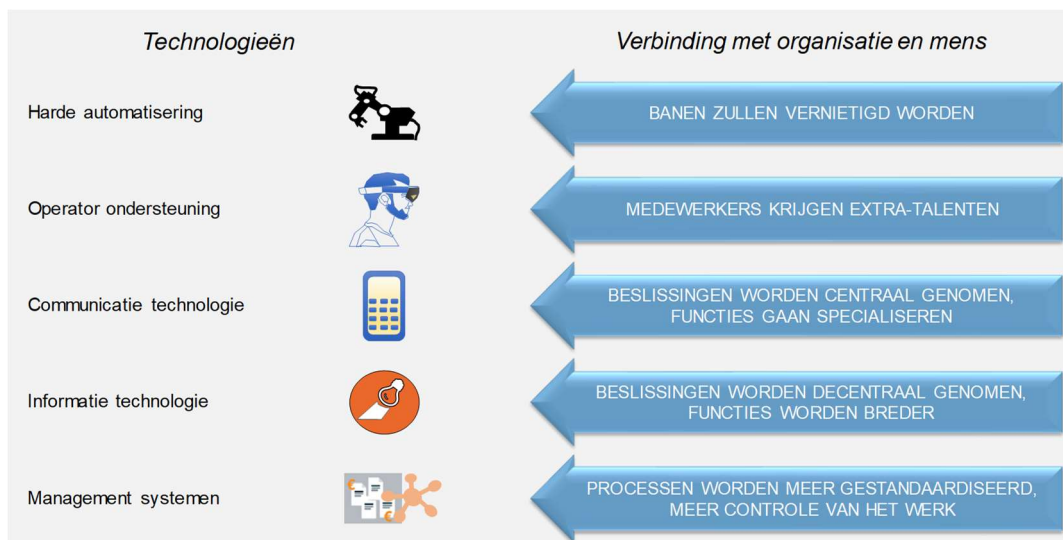 Technologieën
Verbinding met organisatie en mens
Harde automatisering
BANEN ZULLEN VERNIETIGD WORDEN
Operator ondersteuning
MEDEWERKERS KRIJGEN EXTRA-TALENTEN
Communicatie technologie
BESLISSINGEN WORDEN CENTRAAL GENOMEN,
FUNCTIES GAAN SPECIALISEREN
Informatie technologie
BESLISSINGEN WORDEN DECENTRAAL GENOMEN,
FUNCTIES WORDEN BREDER
Management systemen
PROCESSEN WORDEN MEER GESTANDAARDISEERD,
MEER CONTROLE VAN HET WERK